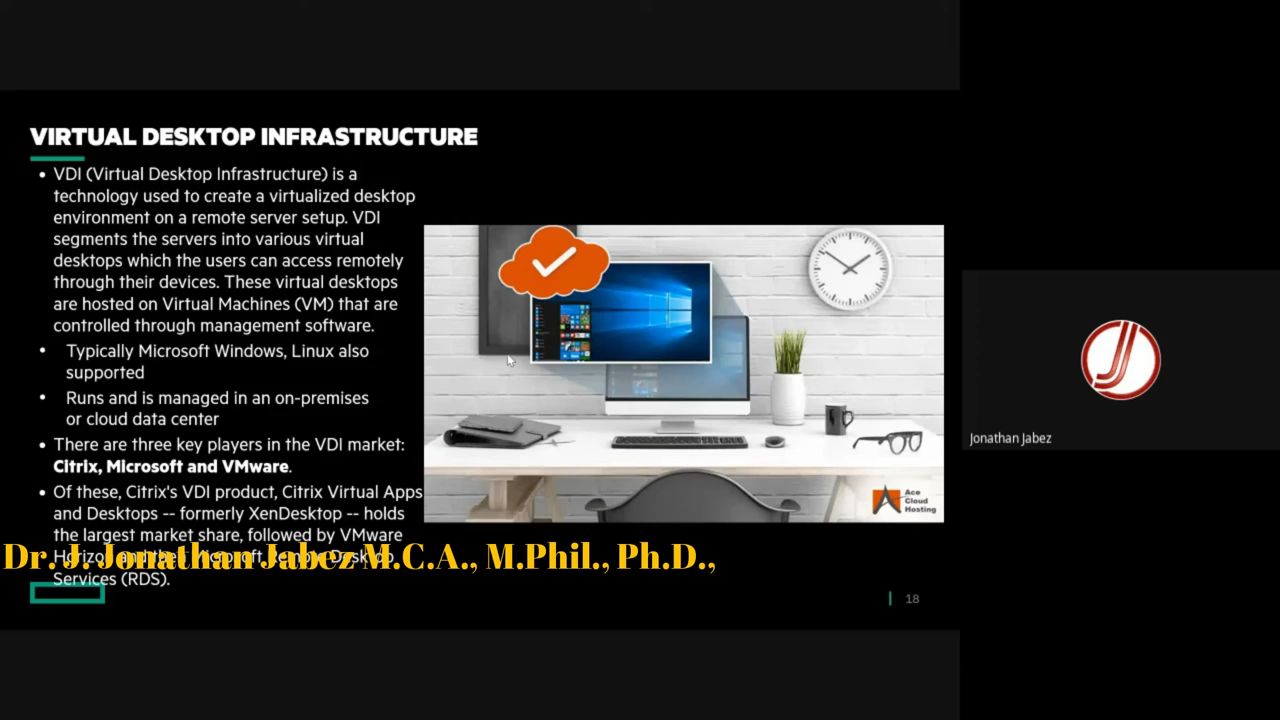 VIRTUAL DESKTOP INFRASTRUCTURE
• VDI (Virtual Desktop Infrastructure) is a
technology used to create a virtualized desktop
environment on a remote server setup. VDI
segments the servers into various virtual
desktops which the users can access remotely
through their devices. These virtual desktops
are hosted on Virtual Machines (VM) that are
controlled through management software.
• Typically Microsoft Windows, Linux also
supported
• Runs and is managed in an on-premises
or cloud data center
• There are three key players in the VDI market:
Citrix, Microsoft and VMware.
• Of these, Citrix's VDI product, Citrix Virtual Apps
and Desktops -- formerly XenDesktop -- holds
the largest market share, followed by VMware
Horizon and then Microsoft Remote Desktop
Services (RDS).
Dr. J. Jonathan Jabez M.C.A., M.Phil., Ph.D.,
Ace
Cloud
Hosting
18
Jonathan Jabez